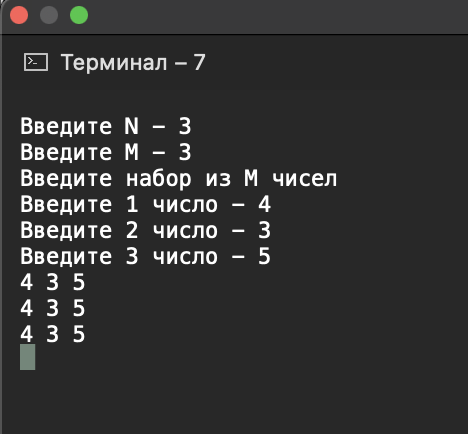 Терминал – 7
Введите N – 3
Введите M – 3
Введите набор из M чисел
Введите 1 число – 4
Введите 2 число – 3
Введите 3 число – 5
4 3 5
4 3 5
4 3 5